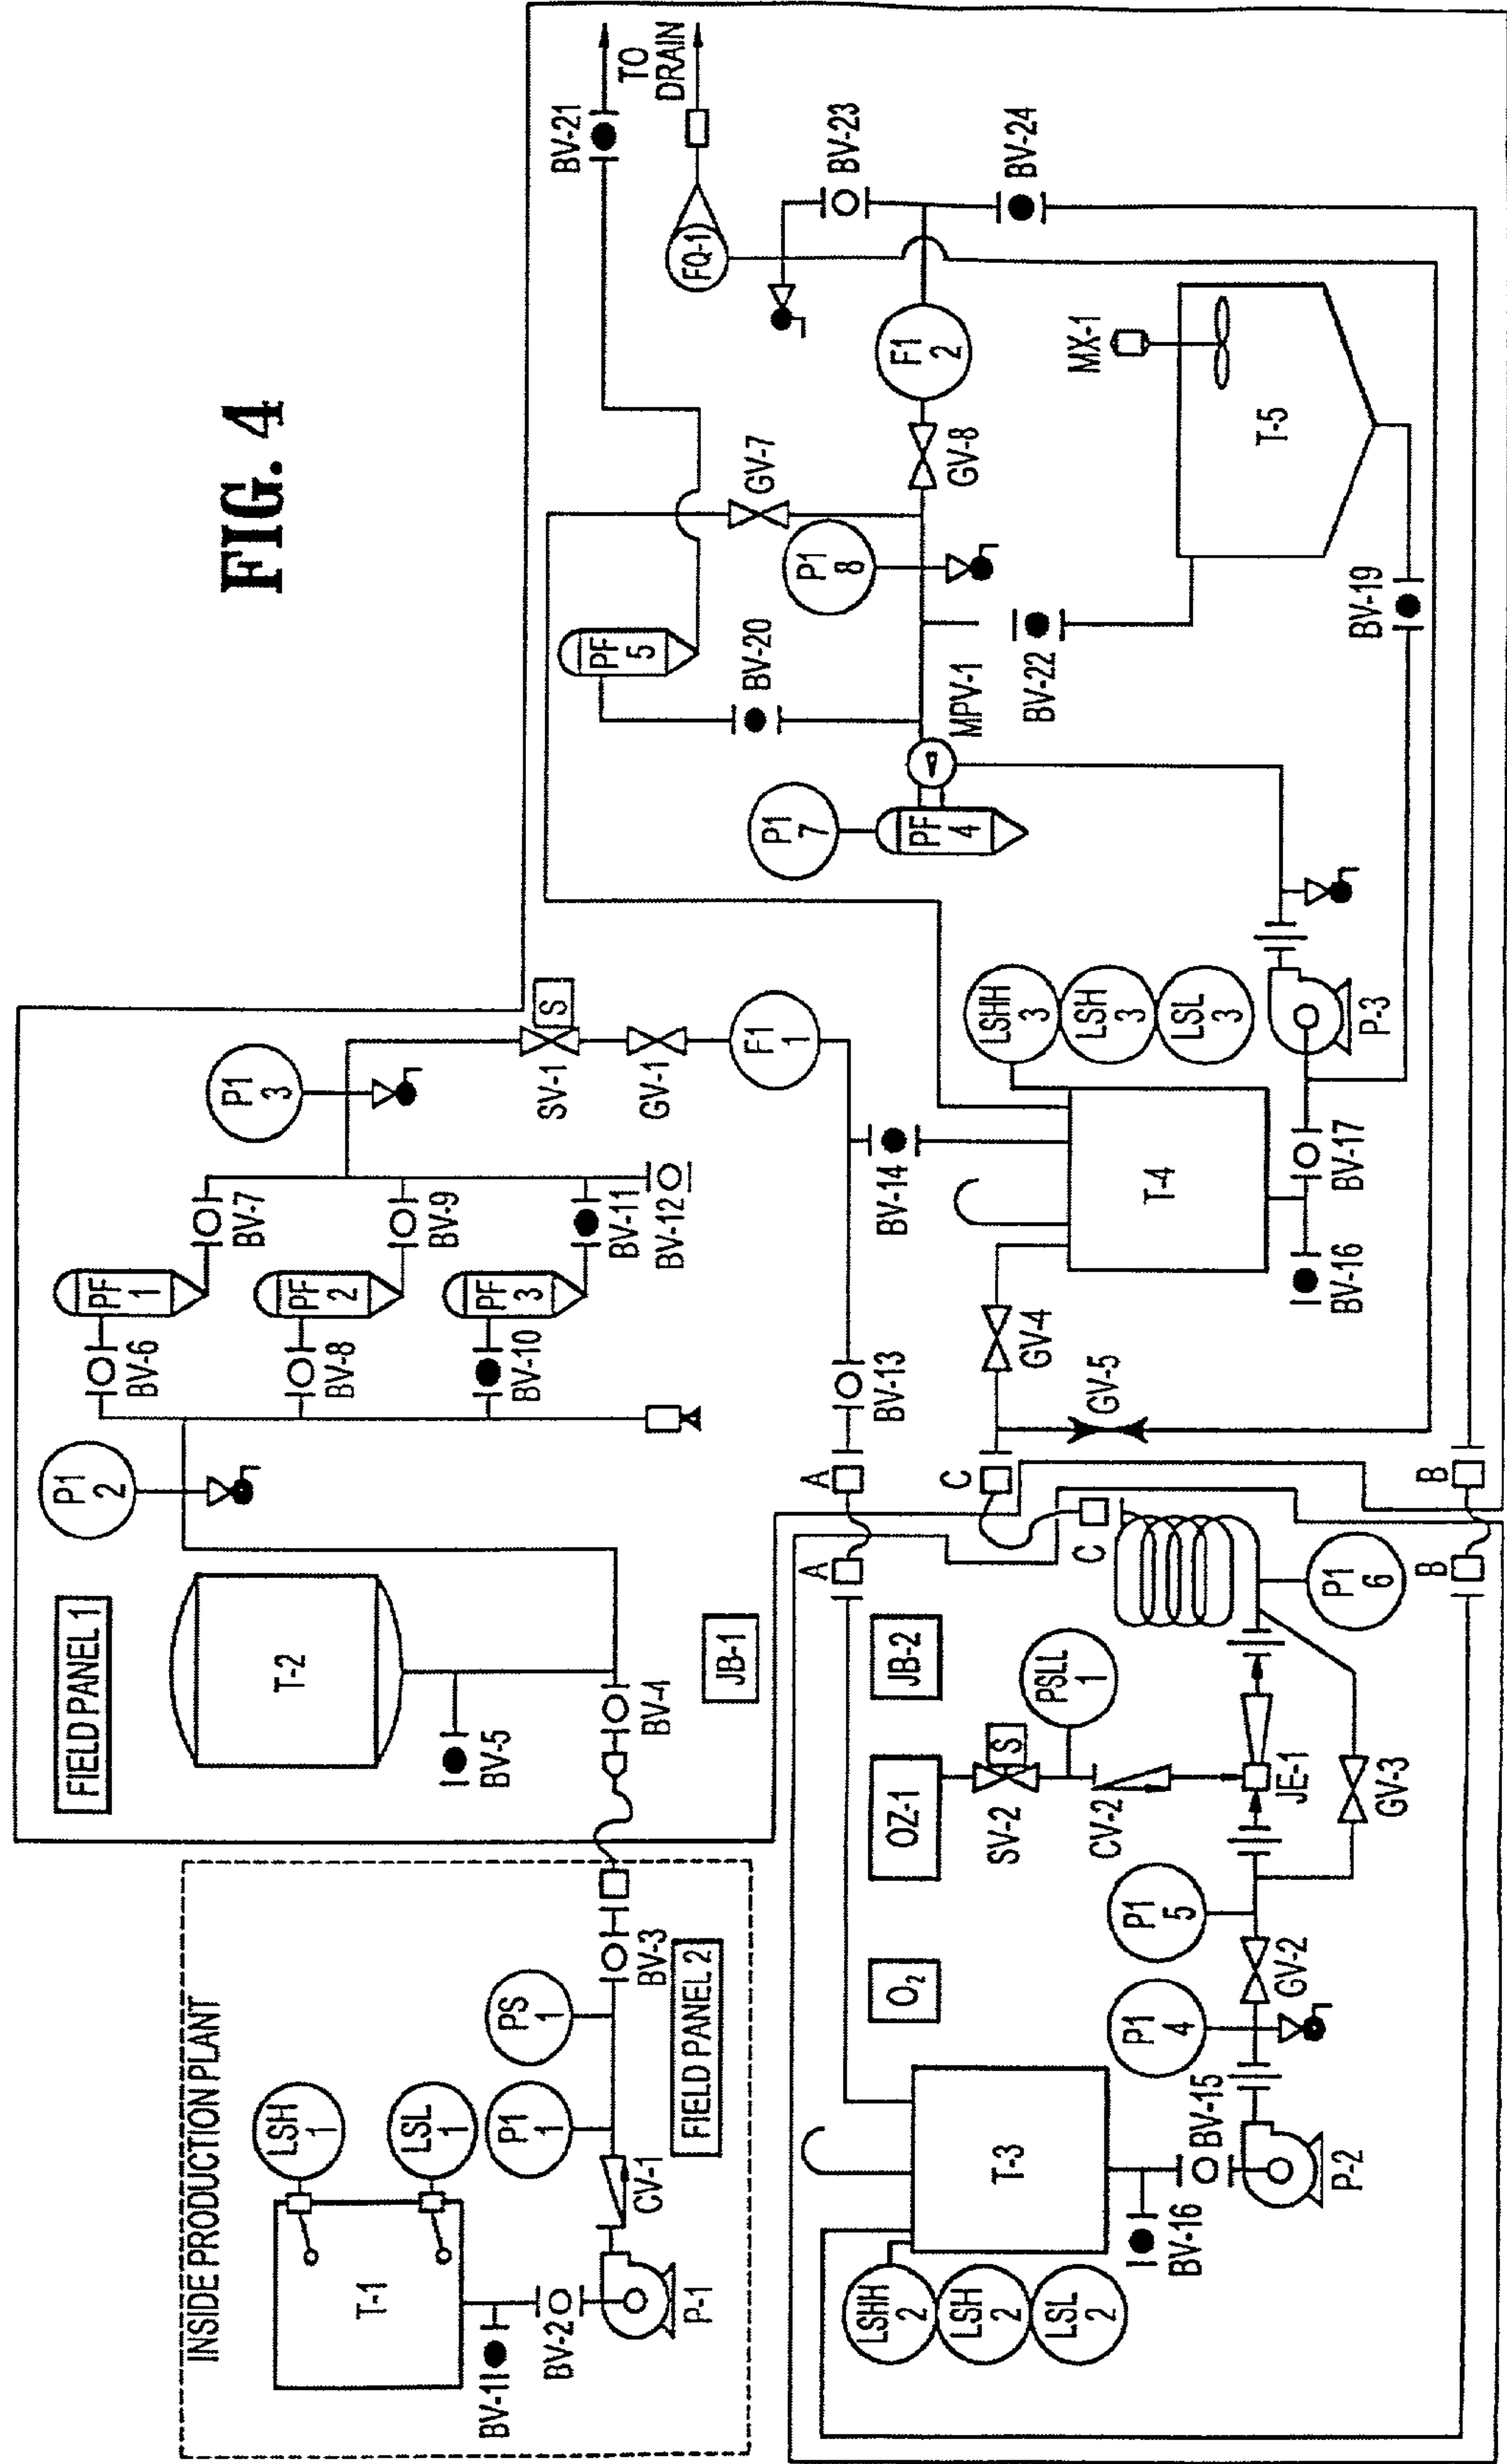 FIG. 4
INSIDE PRODUCTION PLANT
T-1
LSH
1
LSL
1
BV-1
BV-2
P-1
CV-1
P1
1
PS
1
BV-3
FIELD PANEL 2
FIELD PANEL 1
T-2
BV-5
BV-4
JB-1
P1
2
BV-6
PF
1
BV-7
BV-8
PF
2
BV-9
BV-10
PF
3
BV-11
BV-12
P1
3
S
SV-1
GV-1
F1
1
BV-13
BV-14
A
A
C
C
B
B
T-3
LSHH
2
LSH
2
LSL
2
BV-16
BV-15
P-2
P1
4
GV-2
P1
5
O₂
OZ-1
JB-2
S
SV-2
PSLL
1
CV-2
JE-1
GV-3
P1
6
GV-4
GV-5
T-4
BV-16
BV-17
LSHH
3
LSH
3
LSL
3
P-3
P1
7
PF
4
MPV-1
BV-20
PF
5
BV-22
P1
8
GV-7
GV-8
F1
2
BV-19
T-5
MX-1
FQ-1
BV-21
TO
DRAIN
BV-23
BV-24